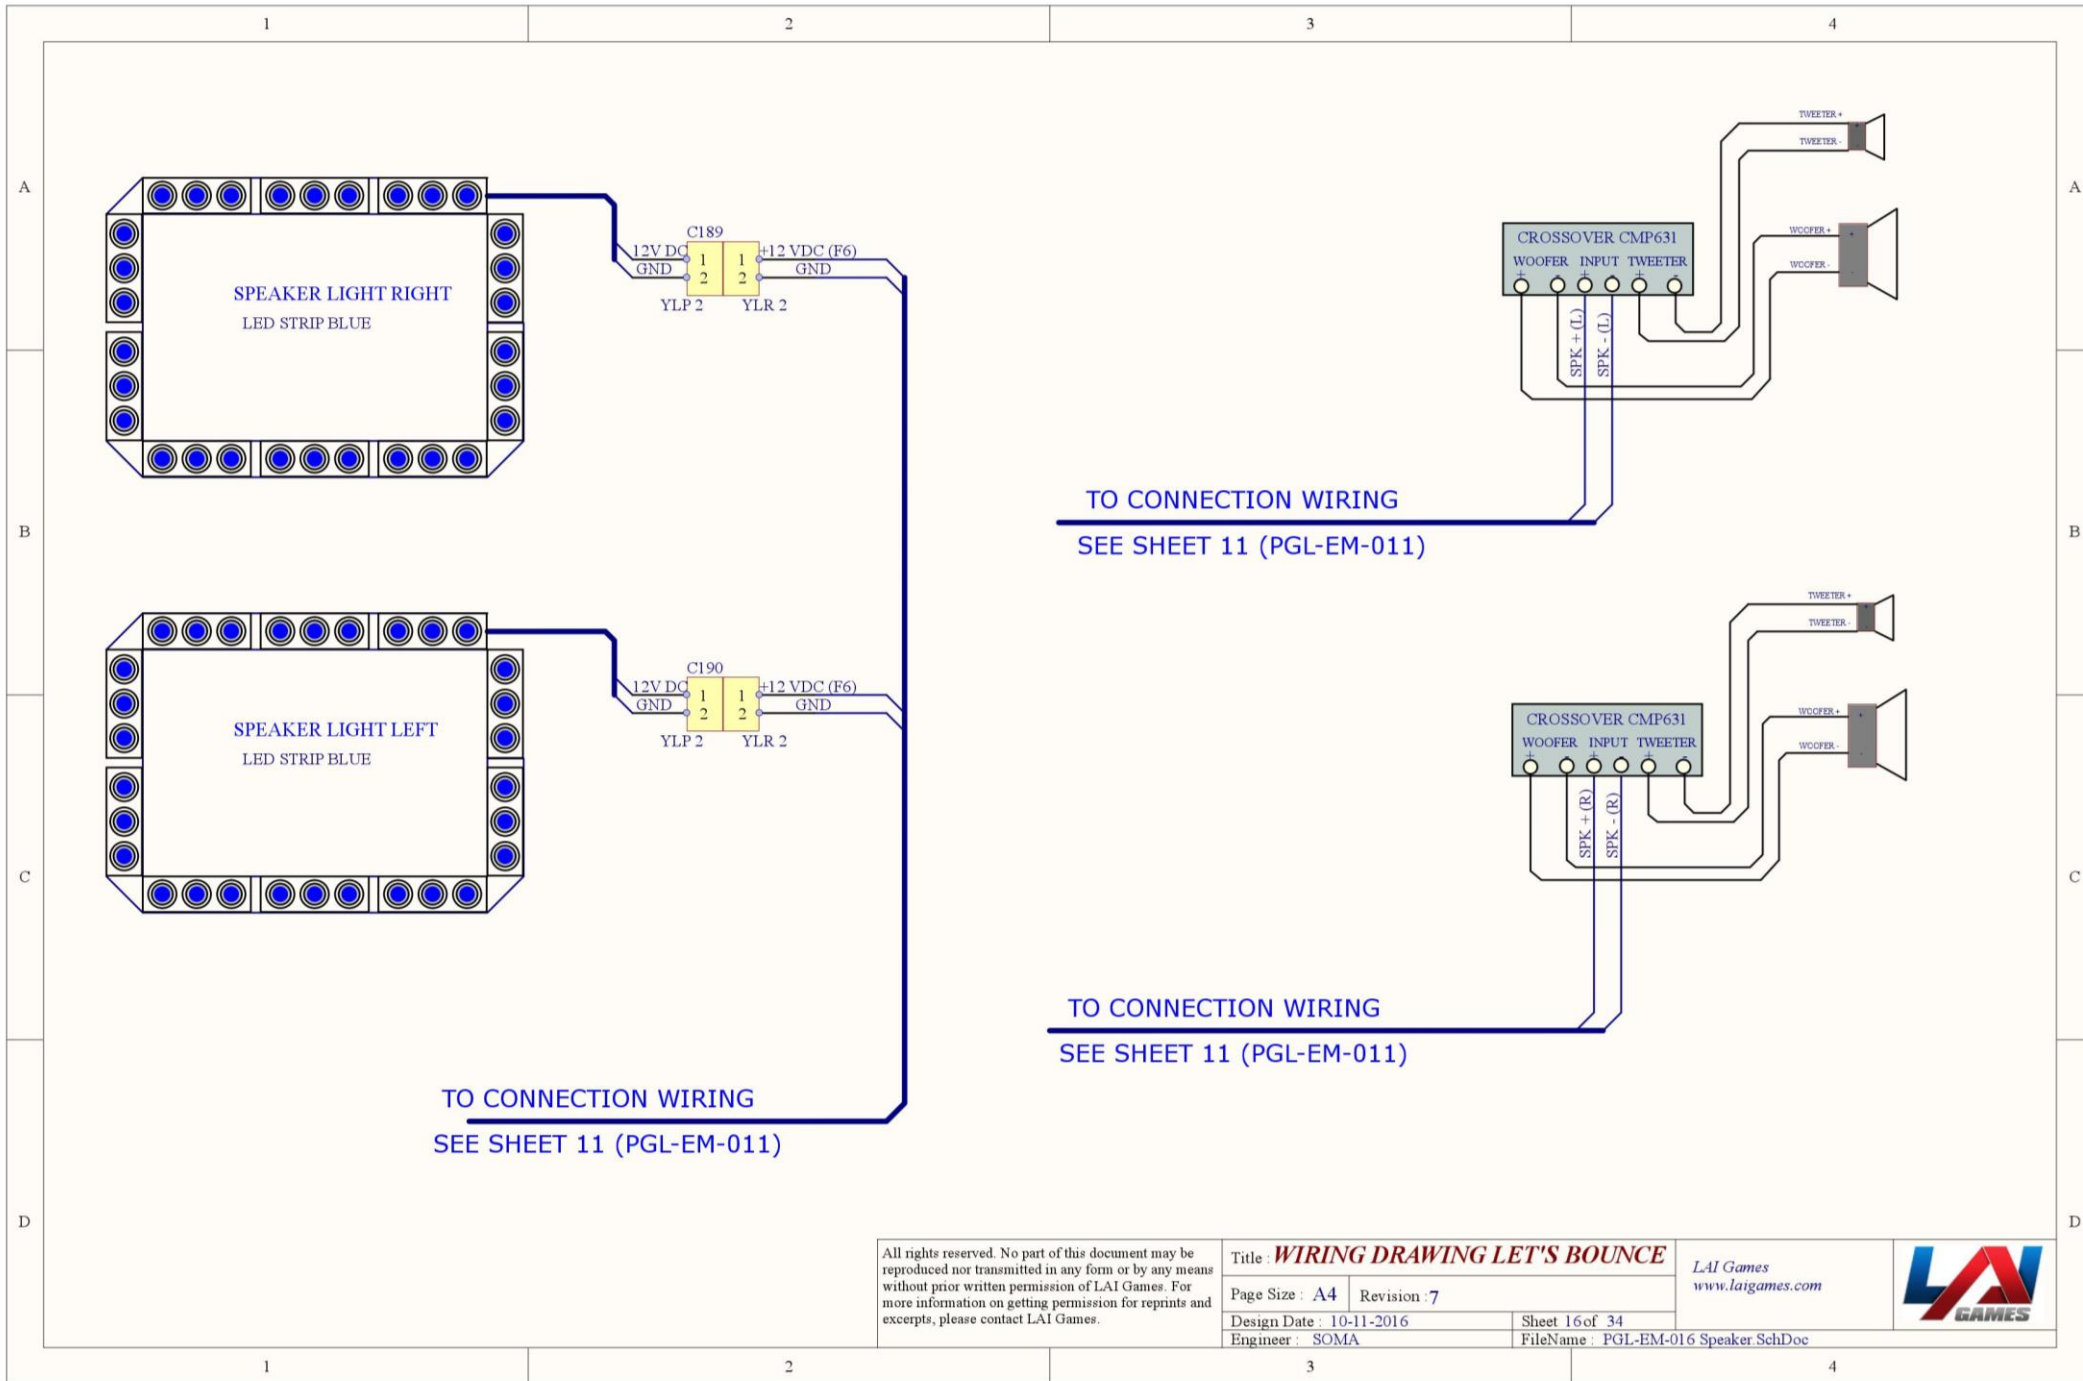 1 2 3 4
A A
B B
C C
D D
SPEAKER LIGHT RIGHT
LED STRIP BLUE
C189
12V DC 1 1 +12 VDC (F6)
GND 2 2 GND
YLP 2 YLR 2
SPEAKER LIGHT LEFT
LED STRIP BLUE
C190
12V DC 1 1 +12 VDC (F6)
GND 2 2 GND
YLP 2 YLR 2
TO CONNECTION WIRING
SEE SHEET 11 (PGL-EM-011)
TWEETER +
TWEETER -
CROSSOVER CMP631
WOOFER INPUT TWEETER
+ - + - + -
WOOFER +
WOOFER -
SPK + (L)
SPK - (L)
TO CONNECTION WIRING
SEE SHEET 11 (PGL-EM-011)
TWEETER +
TWEETER -
CROSSOVER CMP631
WOOFER INPUT TWEETER
+ - + - + -
WOOFER +
WOOFER -
SPK + (R)
SPK - (R)
TO CONNECTION WIRING
SEE SHEET 11 (PGL-EM-011)
All rights reserved. No part of this document may be
reproduced nor transmitted in any form or by any means
without prior written permission of LAI Games. For
more information on getting permission for reprints and
excerpts, please contact LAI Games.
Title : WIRING DRAWING LET'S BOUNCE
Page Size : A4 Revision : 7
Design Date : 10-11-2016 Sheet 16 of 34
Engineer : SOMA FileName : PGL-EM-016 Speaker.SchDoc
LAI Games
www.laigames.com
LAI
GAMES
1 2 3 4